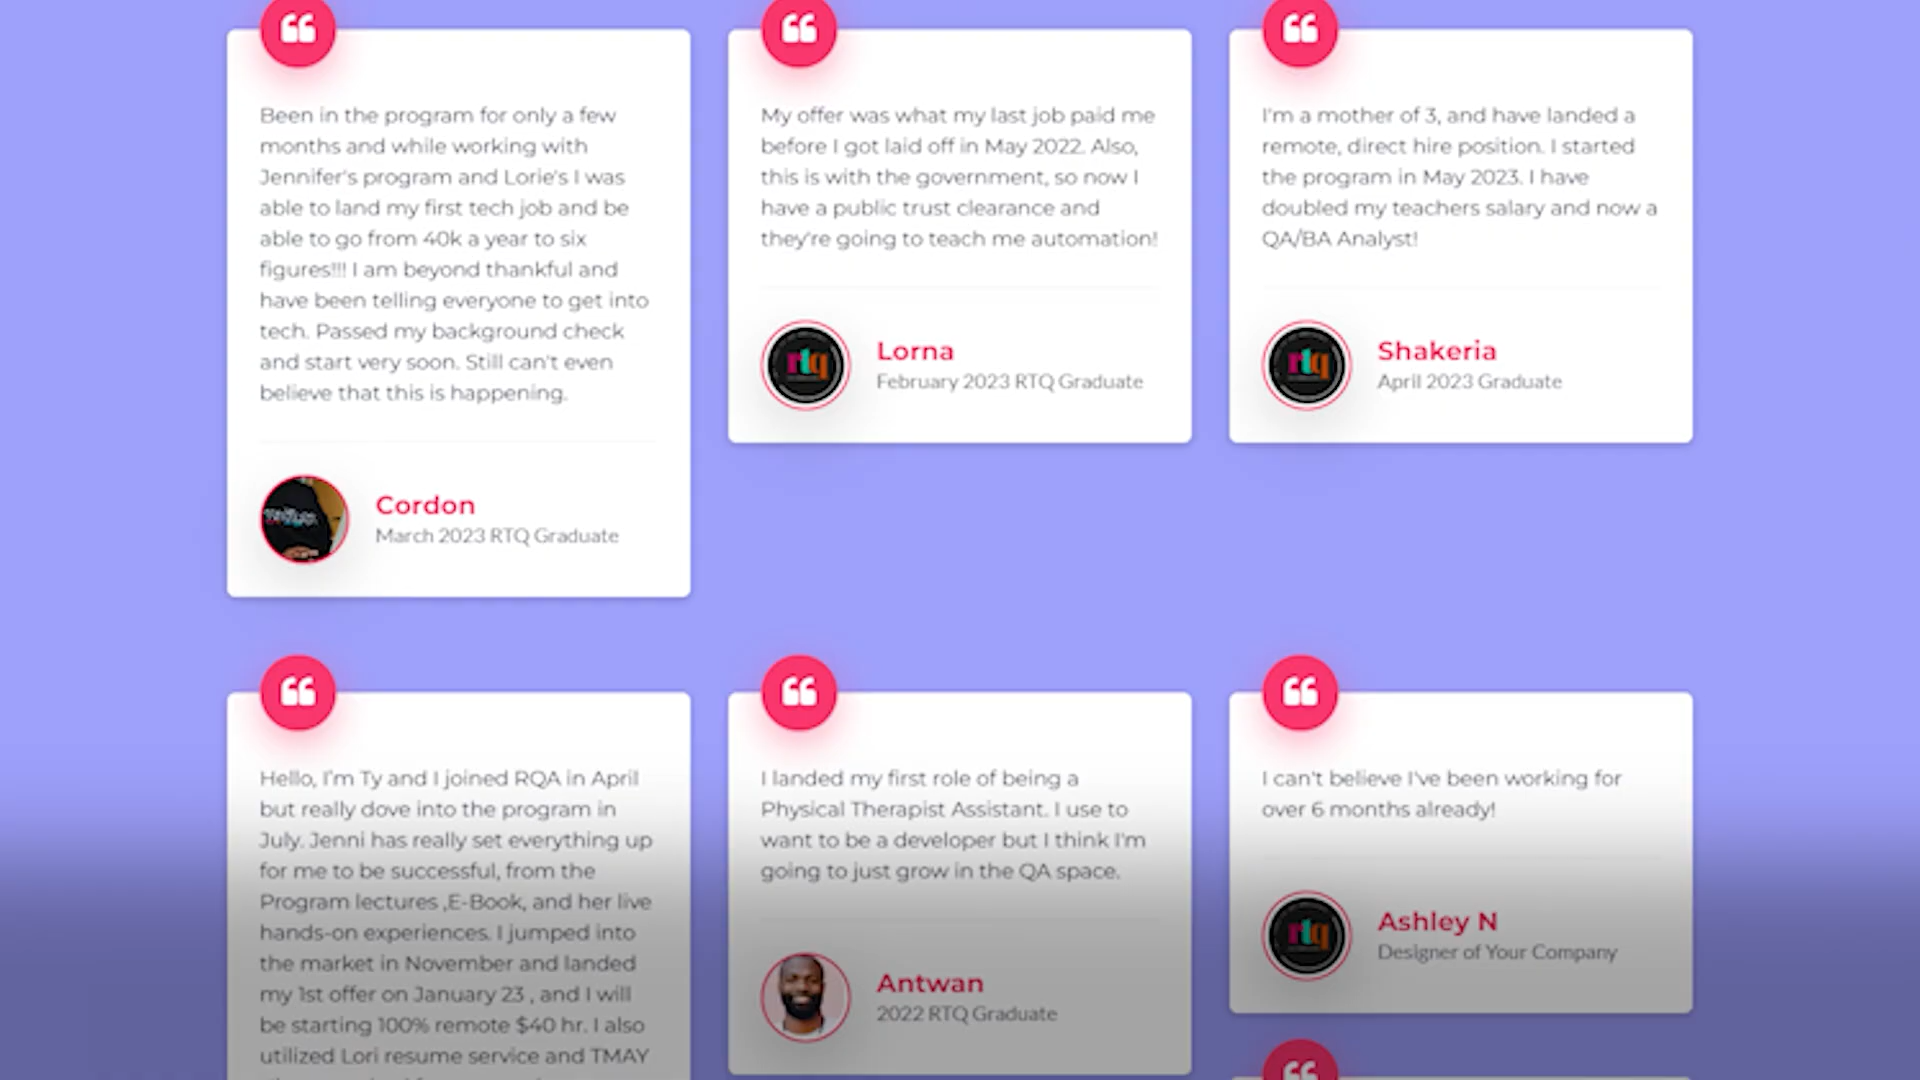 Been in the program for only a few
months and while working with
Jennifer's program and Lorie's I was
able to land my first tech job and be
able to go from 40k a year to six
figures!!! I am beyond thankful and
have been telling everyone to get into
tech. Passed my background check
and start very soon. Still can't even
believe that this is happening.
Cordon
March 2023 RTQ Graduate
My offer was what my last job paid me
before I got laid off in May 2022. Also,
this is with the government, so now I
have a public trust clearance and
they're going to teach me automation!
rtq
Lorna
February 2023 RTQ Graduate
I'm a mother of 3, and have landed a
remote, direct hire position. I started
the program in May 2023. I have
doubled my teachers salary and now a
QA/BA Analyst!
rtq
Shakeria
April 2023 Graduate
Hello, I'm Ty and I joined RQA in April
but really dove into the program in
July. Jenni has really set everything up
for me to be successful, from the
Program lectures ,E-Book, and her live
hands-on experiences. I jumped into
the market in November and landed
my 1st offer on January 23 , and I will
be starting 100% remote $40 hr. I also
utilized Lori resume service and TMAY
I landed my first role of being a
Physical Therapist Assistant. I use to
want to be a developer but I think I'm
going to just grow in the QA space.
Antwan
2022 RTQ Graduate
I can't believe I've been working for
over 6 months already!
rtq
Ashley N
Designer of Your Company